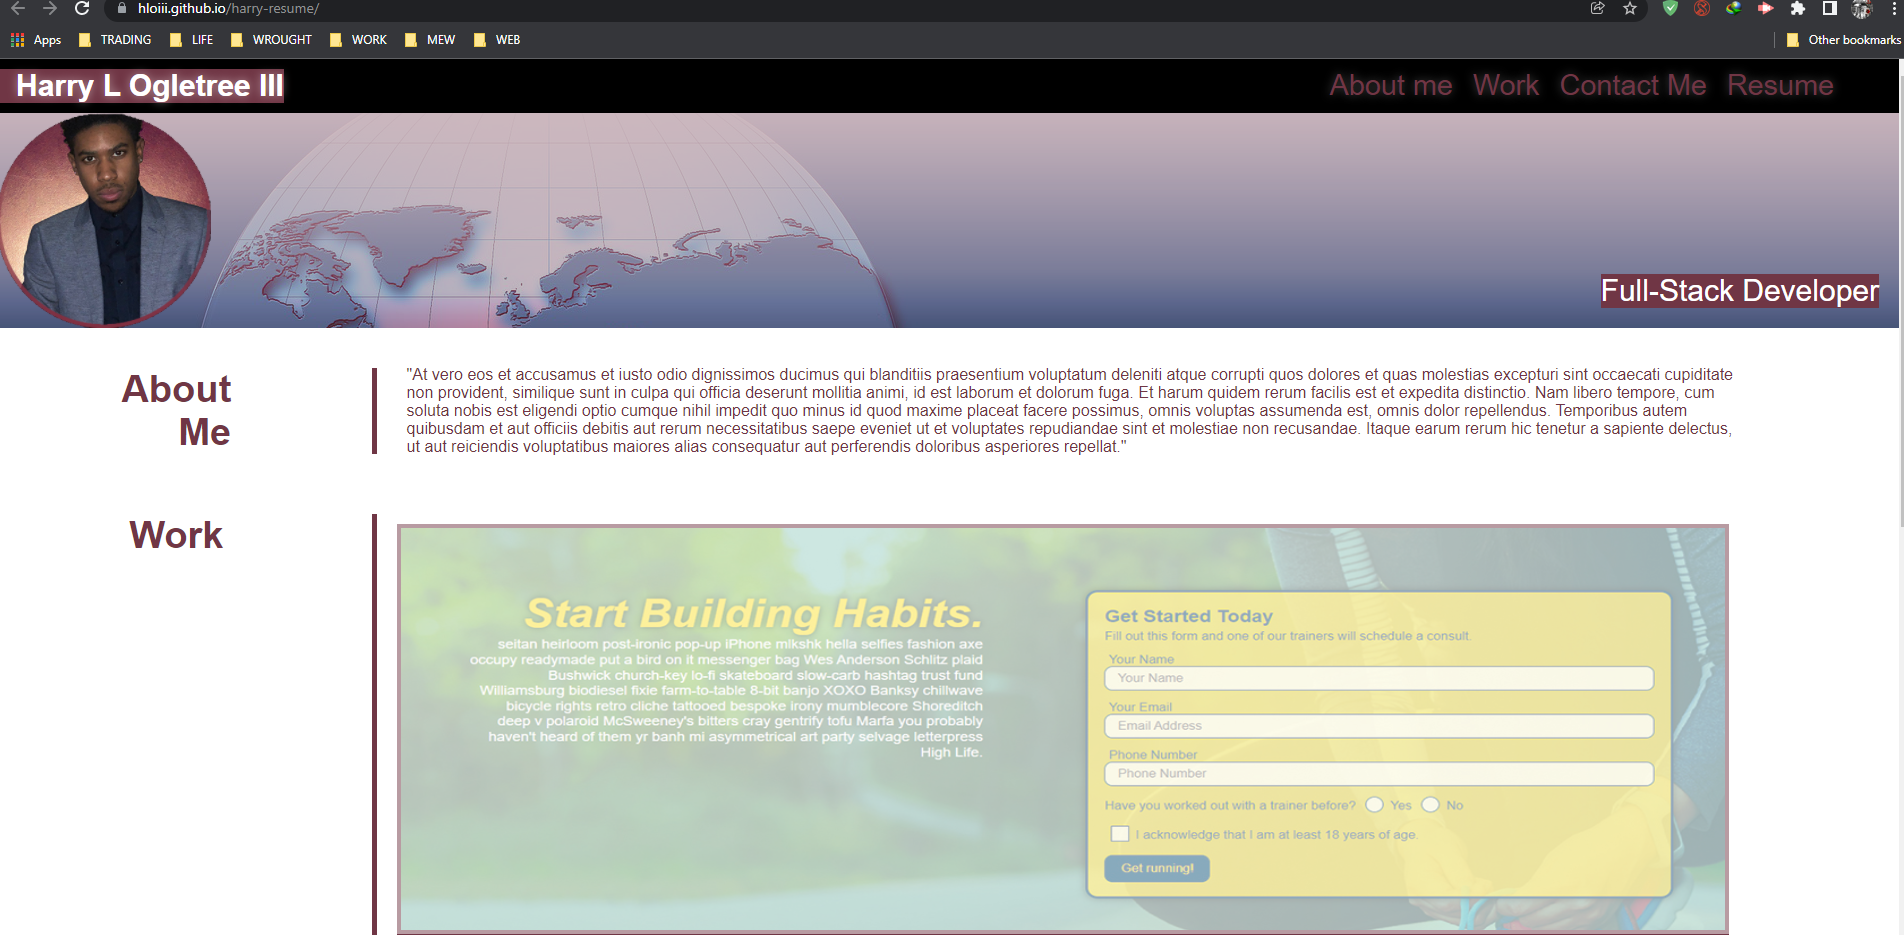 hloiii.github.io/harry-resume/
Apps TRADING LIFE WROUGHT WORK MEW WEB Other bookmarks
Harry L Ogletree III About me Work Contact Me Resume
Full-Stack Developer
About
Me
"At vero eos et accusamus et iusto odio dignissimos ducimus qui blanditiis praesentium voluptatum deleniti atque corrupti quos dolores et quas molestias excepturi sint occaecati cupiditate
non provident, similique sunt in culpa qui officia deserunt mollitia animi, id est laborum et dolorum fuga. Et harum quidem rerum facilis est et expedita distinctio. Nam libero tempore, cum
soluta nobis est eligendi optio cumque nihil impedit quo minus id quod maxime placeat facere possimus, omnis voluptas assumenda est, omnis dolor repellendus. Temporibus autem
quibusdam et aut officiis debitis aut rerum necessitatibus saepe eveniet ut et voluptates repudiandae sint et molestiae non recusandae. Itaque earum rerum hic tenetur a sapiente delectus,
ut aut reiciendis voluptatibus maiores alias consequatur aut perferendis doloribus asperiores repellat."
Work
Start Building Habits.
seitan heirloom post-ironic pop-up iPhone mlkshk hella selfies fashion axe
occupy readymade put a bird on it messenger bag Wes Anderson Schlitz plaid
Bushwick church-key lo-fi skateboard slow-carb hashtag trust fund
Williamsburg biodiesel fixie farm-to-table 8-bit banjo XOXO Banksy chillwave
bicycle rights retro cliche tattooed bespoke irony mumblecore Shoreditch
deep v polaroid McSweeney's bitters cray gentrify tofu Marfa you probably
haven't heard of them yr banh mi asymmetrical art party selvage letterpress
High Life.
Get Started Today
Fill out this form and one of our trainers will schedule a consult.
Your Name
Your Name
Your Email
Email Address
Phone Number
Phone Number
Have you worked out with a trainer before? Yes No
I acknowledge that I am at least 18 years of age.
Get running!